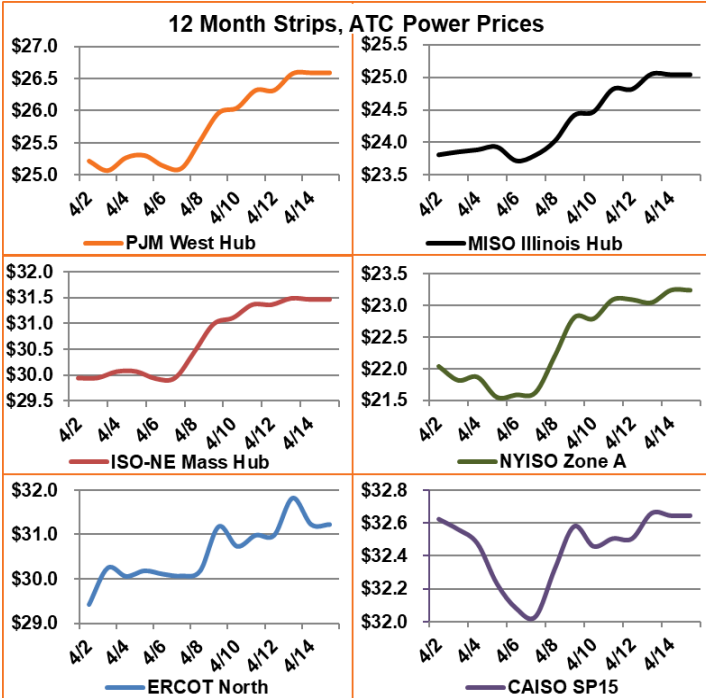 12 Month Strips, ATC Power Prices
$27.0
$26.5
$26.0
$25.5
$25.0
4/2 4/4 4/6 4/8 4/10 4/12 4/14
PJM West Hub
$25.5
$25.0
$24.5
$24.0
$23.5
4/2 4/4 4/6 4/8 4/10 4/12 4/14
MISO Illinois Hub
$32.0
$31.5
$31.0
$30.5
$30.0
$29.5
4/2 4/4 4/6 4/8 4/10 4/12 4/14
ISO-NE Mass Hub
$23.5
$23.0
$22.5
$22.0
$21.5
4/2 4/4 4/6 4/8 4/10 4/12 4/14
NYISO Zone A
$32.0
$31.0
$30.0
$29.0
4/2 4/4 4/6 4/8 4/10 4/12 4/14
ERCOT North
$32.8
$32.6
$32.4
$32.2
$32.0
4/2 4/4 4/6 4/8 4/10 4/12 4/14
CAISO SP15